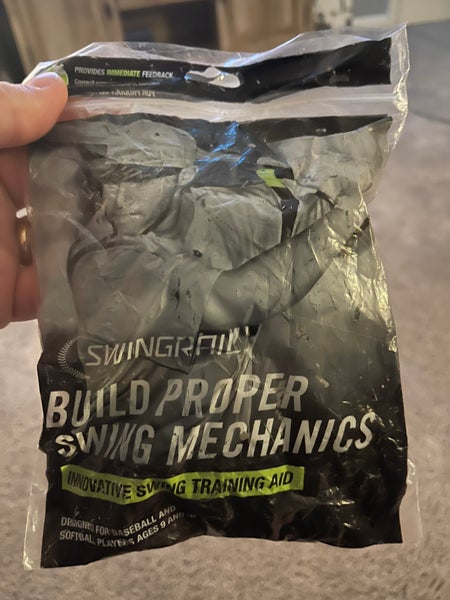 PROVIDES IMMEDIATE FEEDBACK.
SWINGRAIL
BUILD PROPER
SWING MECHANICS
INNOVATIVE SWING TRAINING AID
DESIGNED FOR BASEBALL AND
SOFTBALL PLAYERS AGES 9 AND